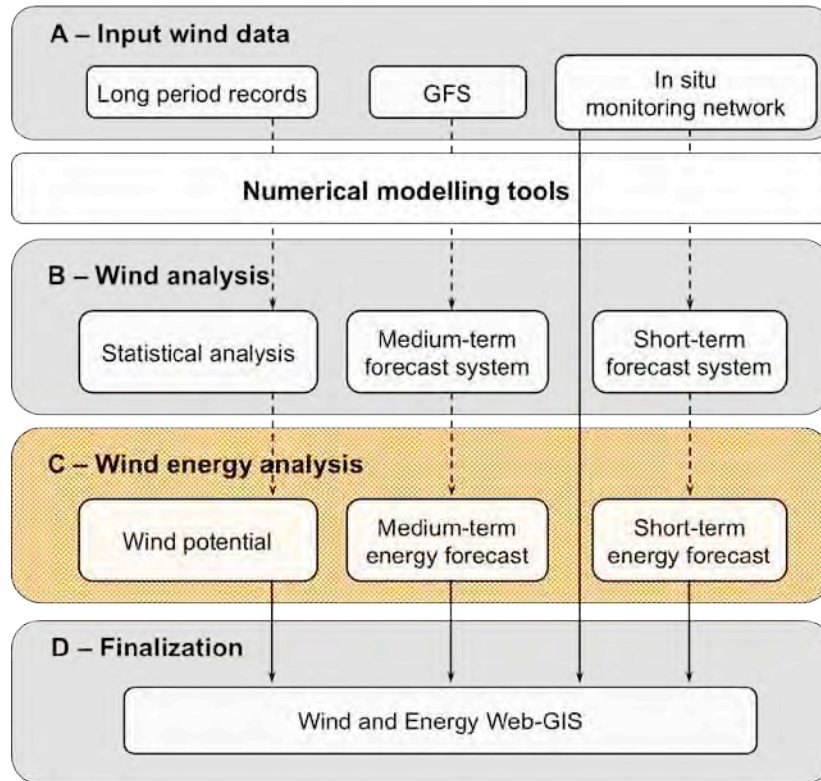 A – Input wind data
Long period records
GFS
In situ
monitoring network
Numerical modelling tools
B – Wind analysis
Statistical analysis
Medium-term
forecast system
Short-term
forecast system
C – Wind energy analysis
Wind potential
Medium-term
energy forecast
Short-term
energy forecast
D – Finalization
Wind and Energy Web-GIS